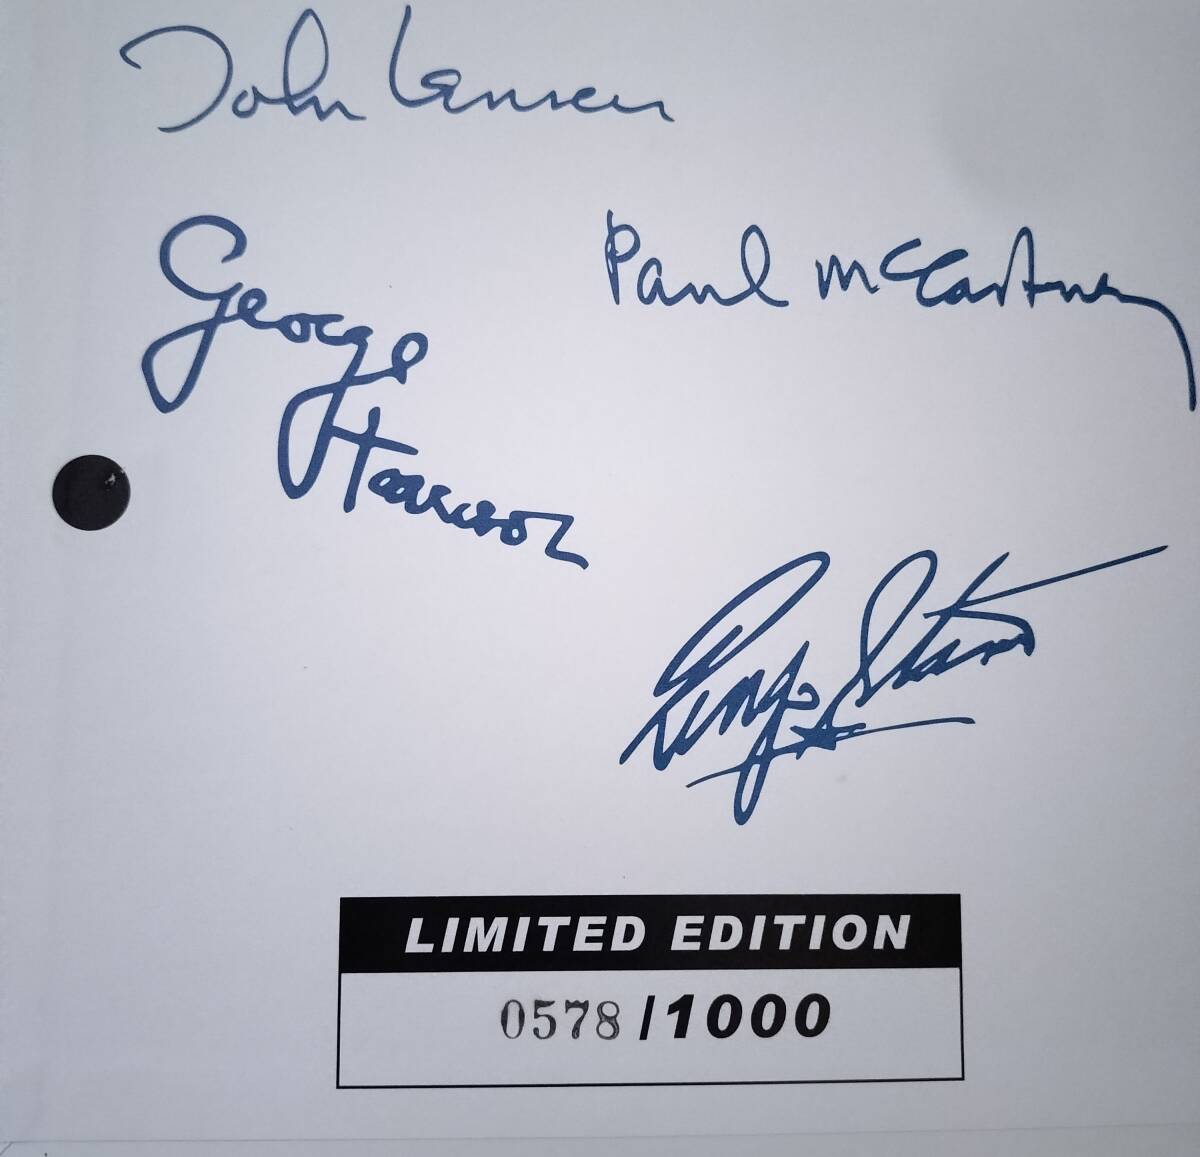 John Lennon
George
Paul McCartney
Harrison
Ringo Starr
LIMITED EDITION
0578/1000